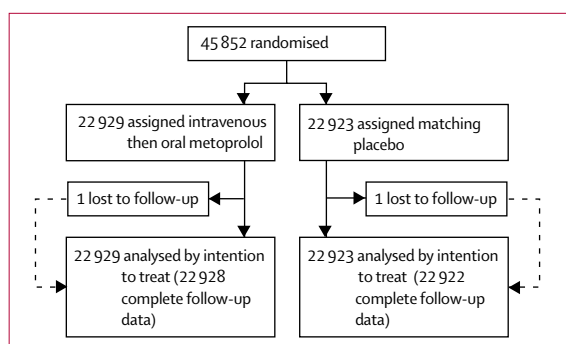 45 852 randomised
22 929 assigned intravenous
then oral metoprolol
22 923 assigned matching
placebo
1 lost to follow-up
1 lost to follow-up
22 929 analysed by intention
to treat (22 928
complete follow-up
data)
22 923 analysed by intention
to treat (22 922
complete follow-up
data)